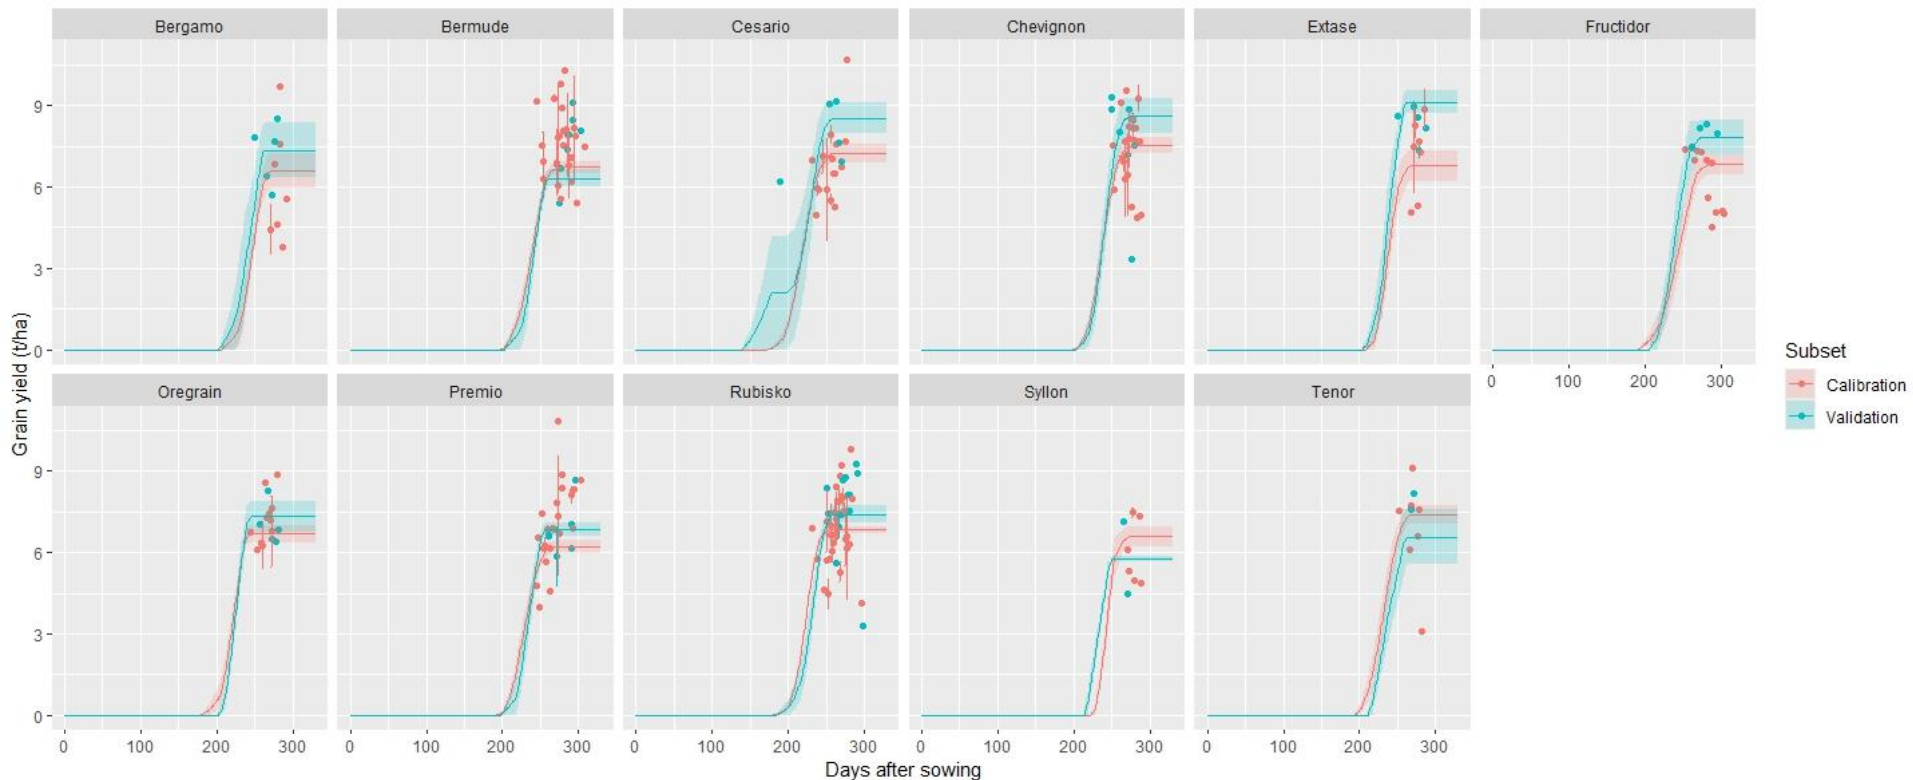 Bergamo Bermude Cesario Chevignon Extase Fructidor
9
6
3
0
0 100 200 300
Oregrain Premio Rubisko Syllon Tenor
9
6
3
0
0 100 200 300 0 100 200 300 0 100 200 300 0 100 200 300 0 100 200 300
Days after sowing
Grain yield (t/ha)
Subset
Calibration
Validation